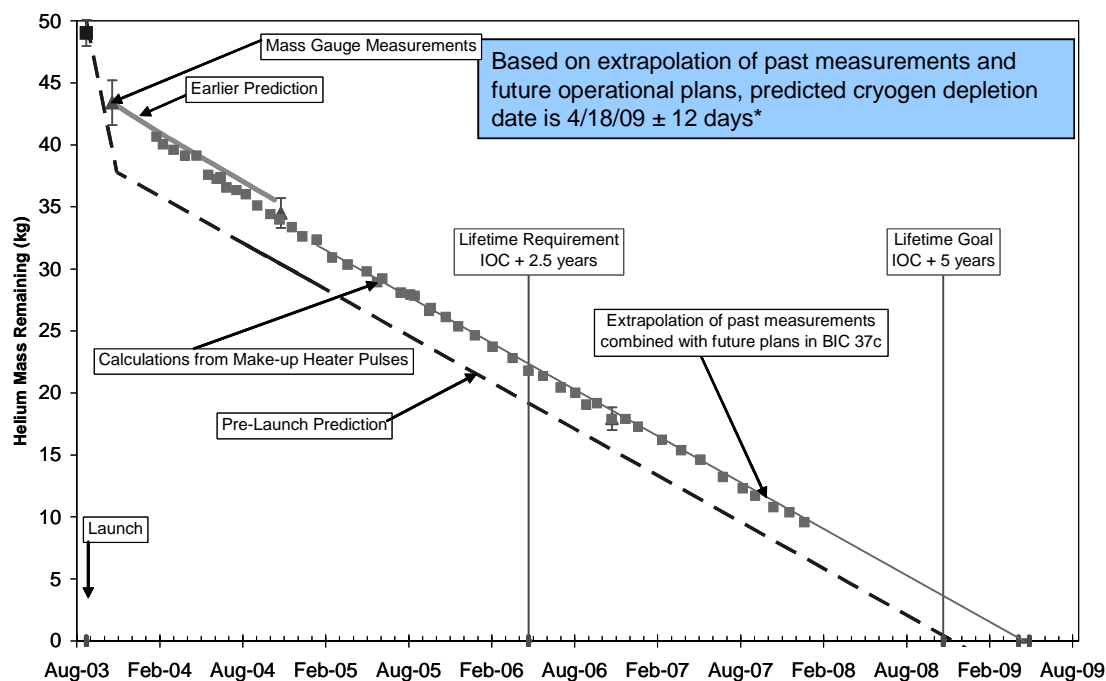 50
45
40
35
30
25
20
15
10
5
0
Helium Mass Remaining (kg)
Mass Gauge Measurements
Earlier Prediction
Based on extrapolation of past measurements and
future operational plans, predicted cryogen depletion
date is 4/18/09 ± 12 days*
Lifetime Requirement
IOC + 2.5 years
Lifetime Goal
IOC + 5 years
Extrapolation of past measurements
combined with future plans in BIC 37c
Calculations from Make-up Heater Pulses
Pre-Launch Prediction
Launch
Aug-03 Feb-04 Aug-04 Feb-05 Aug-05 Feb-06 Aug-06 Feb-07 Aug-07 Feb-08 Aug-08 Feb-09 Aug-09